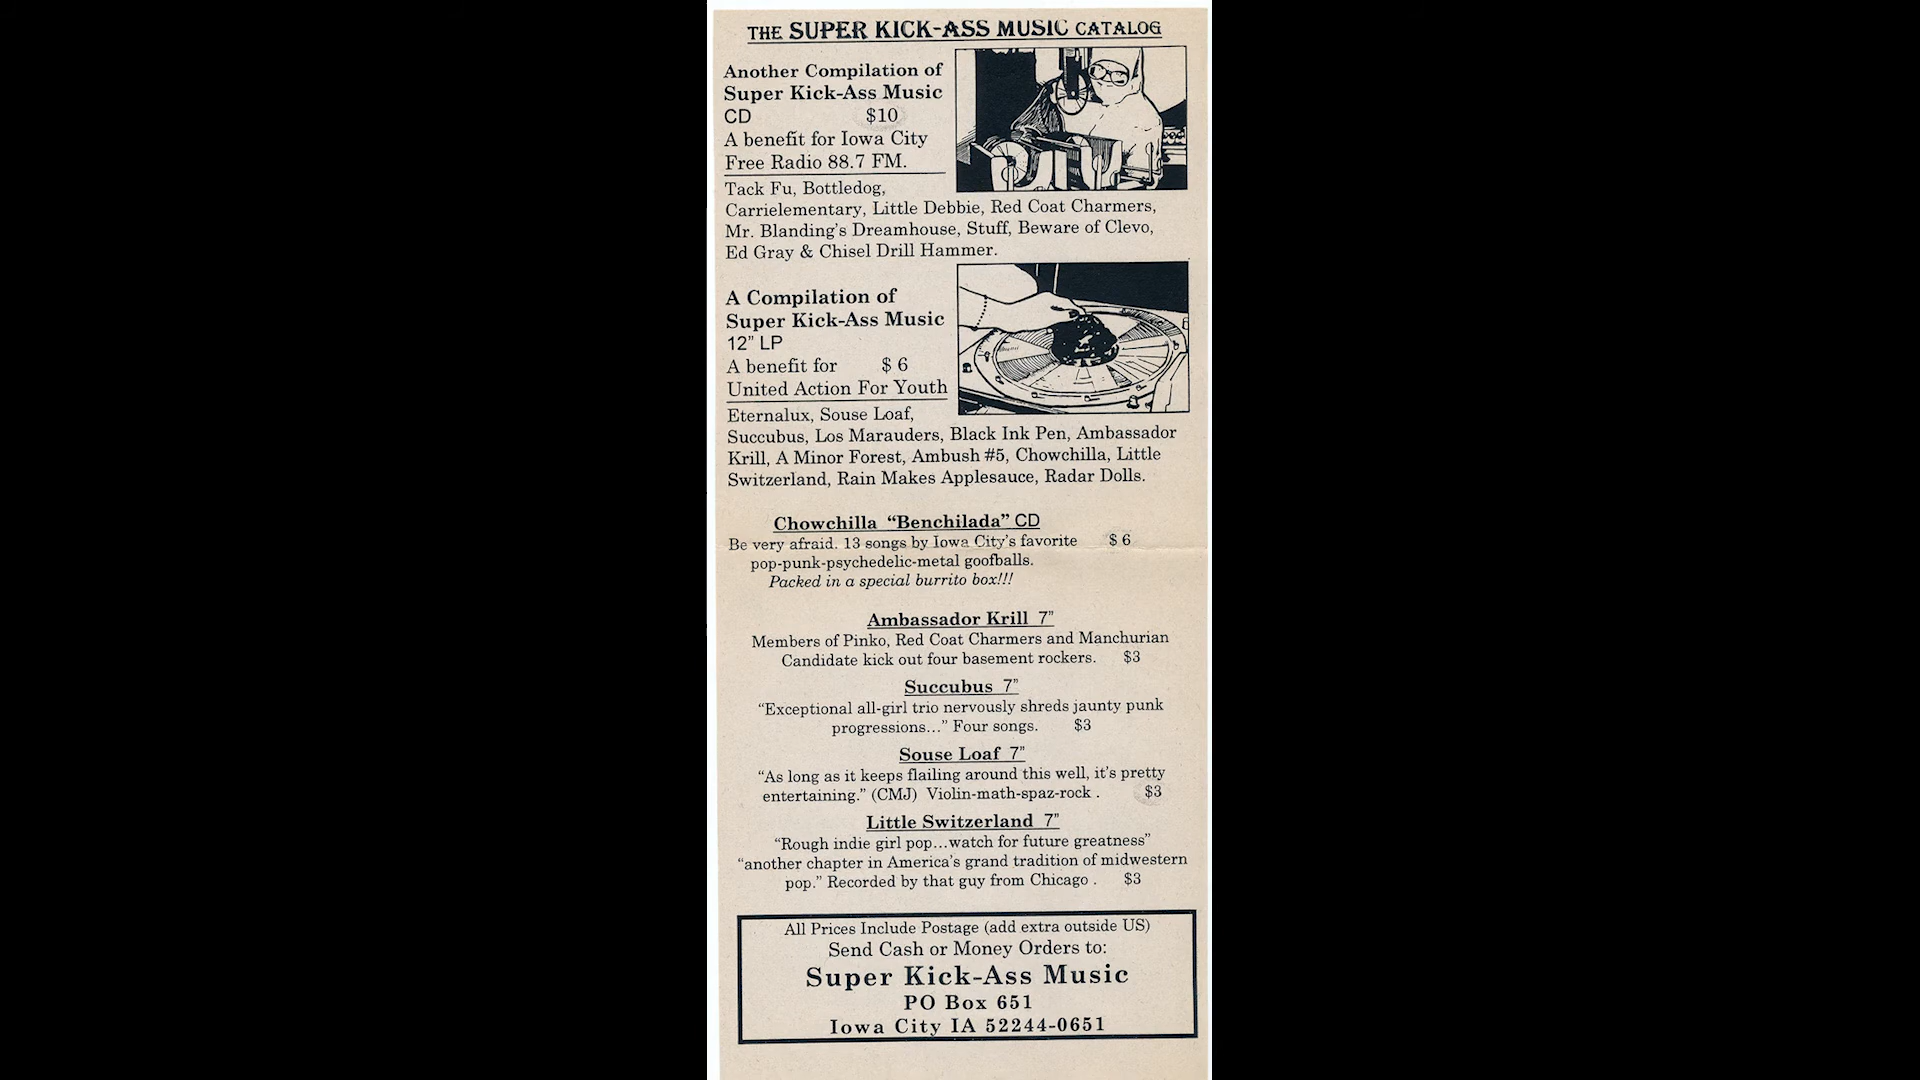 THE SUPER KICK-ASS MUSIC CATALOG
Another Compilation of
Super Kick-Ass Music
CD $10
A benefit for Iowa City
Free Radio 88.7 FM.
Tack Fu, Bottledog,
Carrielementary, Little Debbie, Red Coat Charmers,
Mr. Blanding's Dreamhouse, Stuff, Beware of Clevo,
Ed Gray & Chisel Drill Hammer.
A Compilation of
Super Kick-Ass Music
12" LP
A benefit for $ 6
United Action For Youth
Eternalux, Souse Loaf,
Succubus, Los Marauders, Black Ink Pen, Ambassador
Krill, A Minor Forest, Ambush #5, Chowchilla, Little
Switzerland, Rain Makes Applesauce, Radar Dolls.
Chowchilla "Benchilada" CD
Be very afraid. 13 songs by Iowa City's favorite $ 6
pop-punk-psychedelic-metal goofballs.
Packed in a special burrito box!!!
Ambassador Krill 7"
Members of Pinko, Red Coat Charmers and Manchurian
Candidate kick out four basement rockers. $3
Succubus 7"
"Exceptional all-girl trio nervously shreds jaunty punk
progressions..." Four songs. $3
Souse Loaf 7"
"As long as it keeps flailing around this well, it's pretty
entertaining." (CMJ) Violin-math-spaz-rock . $3
Little Switzerland 7"
"Rough indie girl pop...watch for future greatness"
"another chapter in America's grand tradition of midwestern
pop." Recorded by that guy from Chicago . $3
All Prices Include Postage (add extra outside US)
Send Cash or Money Orders to:
Super Kick-Ass Music
PO Box 651
Iowa City IA 52244-0651